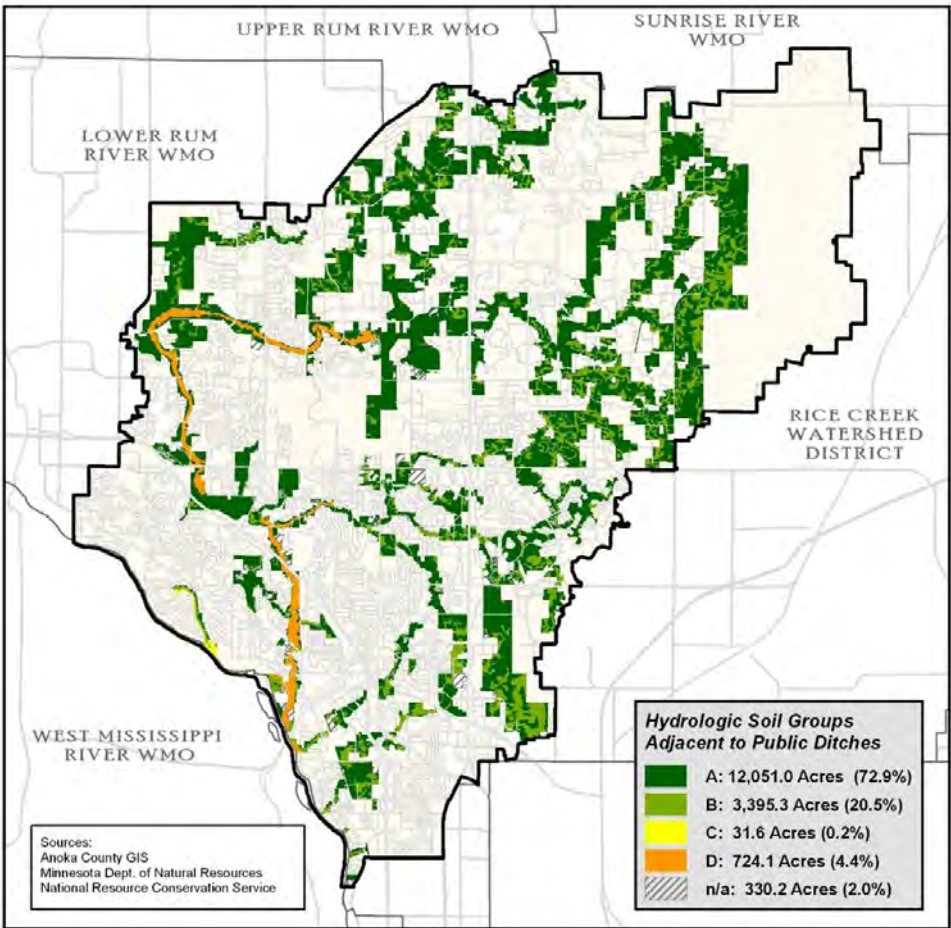 UPPER RUM RIVER WMO
SUNRISE RIVER
WMO
LOWER RUM
RIVER WMO
RICE CREEK
WATERSHED
DISTRICT
WEST MISSISSIPPI
RIVER WMO
Hydrologic Soil Groups
Adjacent to Public Ditches
A: 12,051.0 Acres (72.9%)
B: 3,395.3 Acres (20.5%)
C: 31.6 Acres (0.2%)
D: 724.1 Acres (4.4%)
n/a: 330.2 Acres (2.0%)
Sources:
Anoka County GIS
Minnesota Dept. of Natural Resources
National Resource Conservation Service